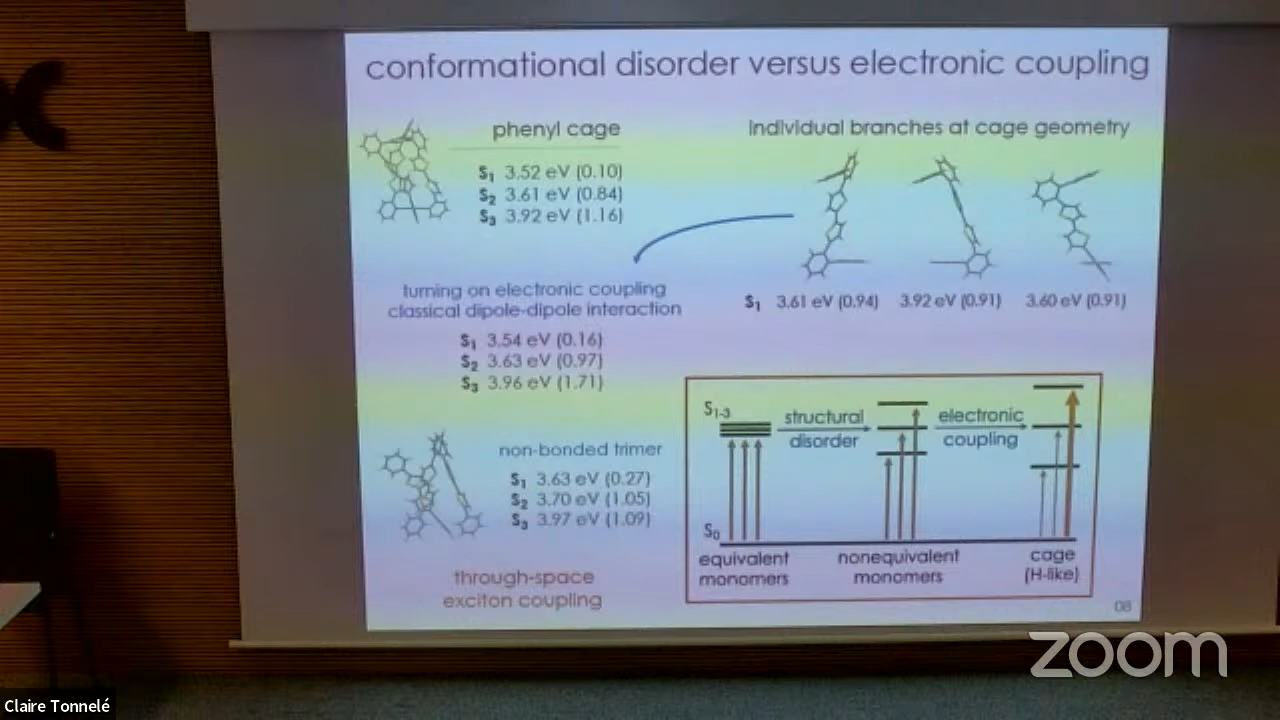 conformational disorder versus electronic coupling
phenyl cage
S1 3.52 eV (0.10)
S2 3.61 eV (0.84)
S3 3.92 eV (1.16)
individual branches at cage geometry
S1 3.61 eV (0.94) 3.92 eV (0.91) 3.60 eV (0.91)
turning on electronic coupling
classical dipole-dipole interaction
S1 3.54 eV (0.16)
S2 3.63 eV (0.97)
S3 3.96 eV (1.71)
non-bonded trimer
S1 3.63 eV (0.27)
S2 3.70 eV (1.05)
S3 3.97 eV (1.09)
through-space
exciton coupling
S1-3
structural
disorder
electronic
coupling
S0
equivalent
monomers
nonequivalent
monomers
cage
(H-like)
08
zoom
Claire Tonnelé